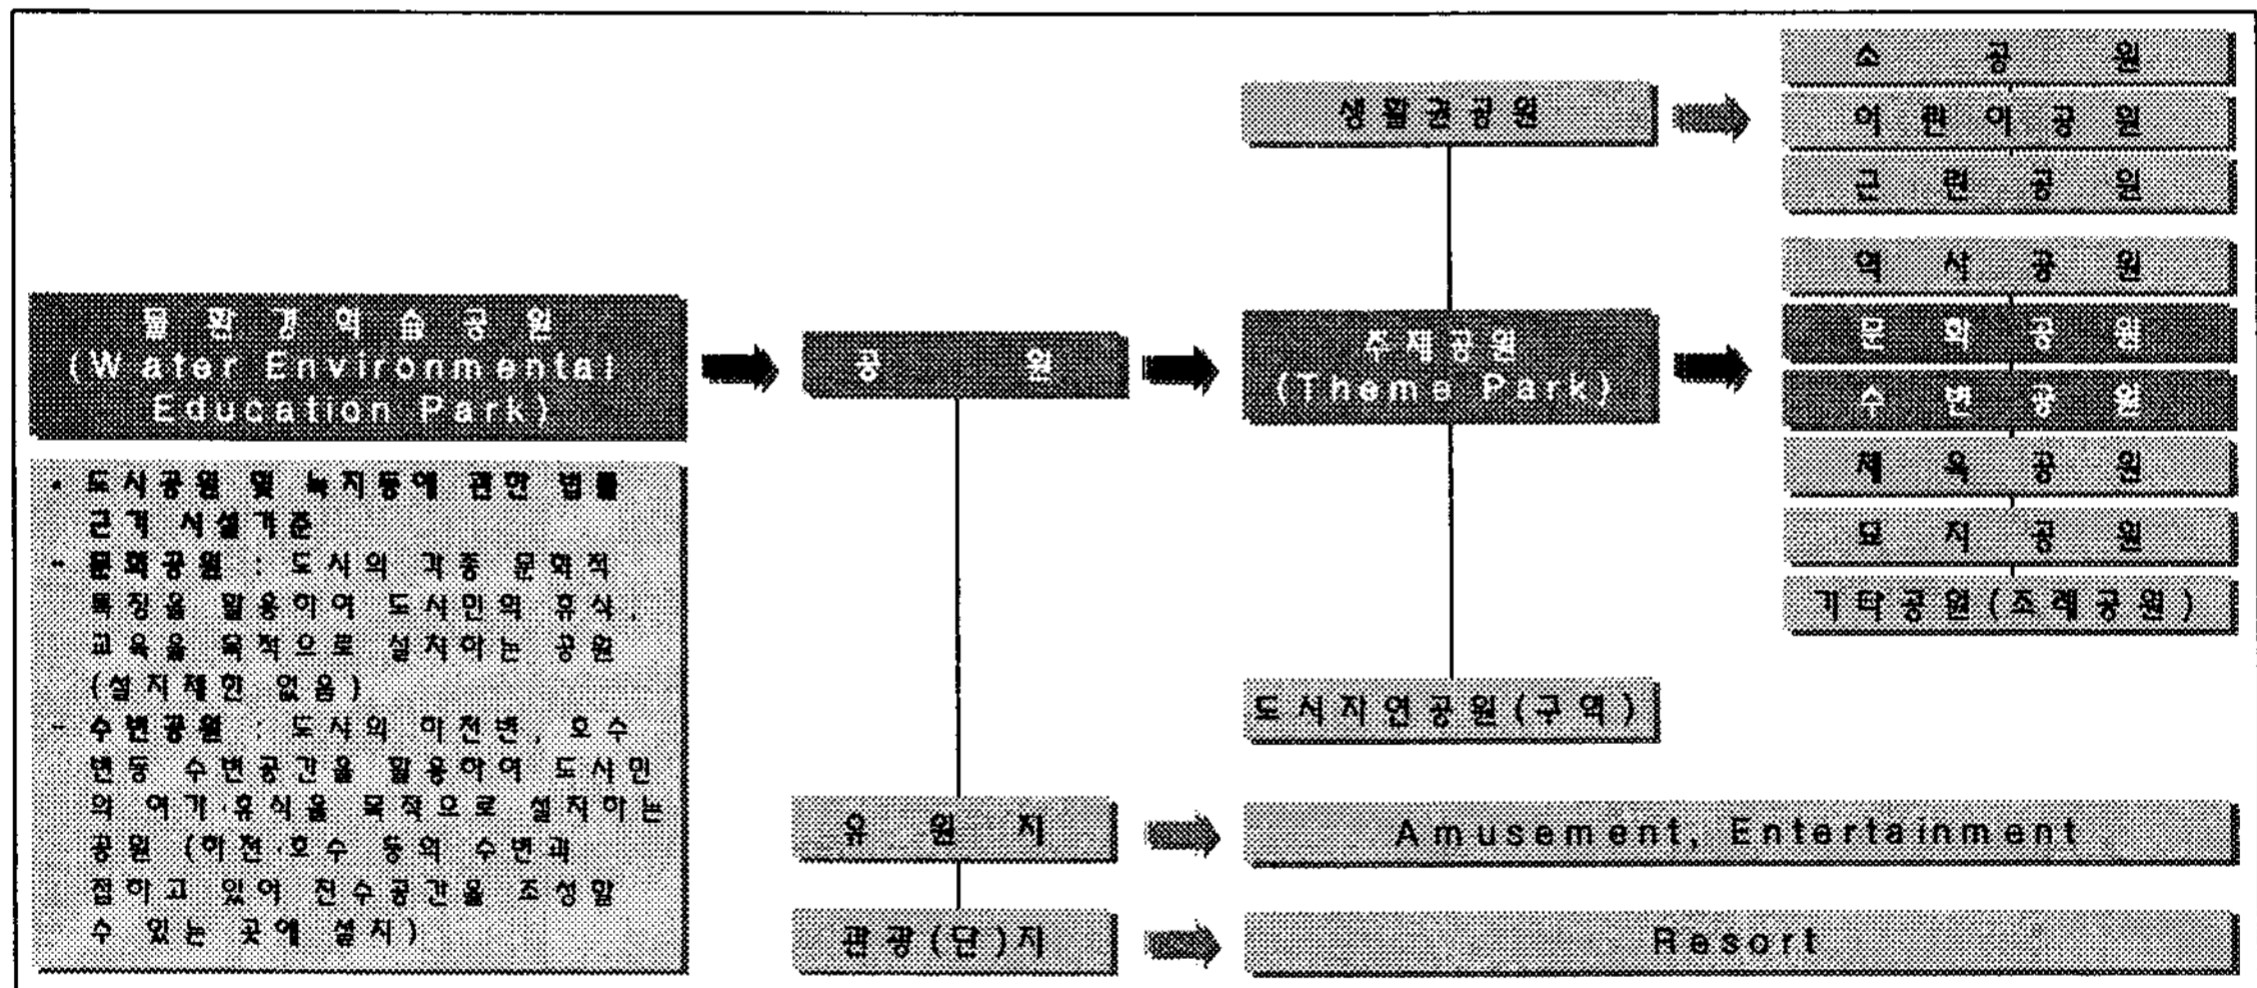 물환경학습공원
(Water Environmental
Education Park)
- 도시공원 및 녹지등에 관한 법률
근거 시설기준
- 문화공원 : 도시의 각종 문화적
특징을 활용하여 도시민의 휴식,
교육을 목적으로 설치하는 공원
(설치제한 없음)
- 수변공원 : 도시의 하천변, 호수
변등 수변공간을 활용하여 도시민
의 여가·휴식을 목적으로 설치하는
공원 (하천·호수 등의 수변과
접하고 있어 친수공간을 조성할
수 있는 곳에 설치)
공 원
유 원 지
관광(단)지
생활권공원
주제공원
(Theme Park)
도시자연공원(구역)
Amusement, Entertainment
Resort
소 공 원
어린이공원
근린공원
역사공원
문화공원
수변공원
체육공원
묘지공원
기타공원(조례공원)